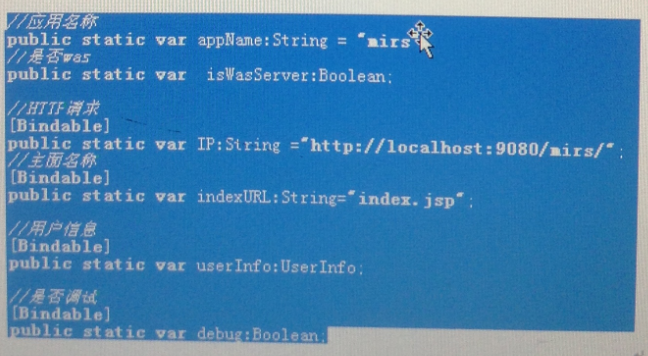 //应用名称
public static var appName:String = "mirs
//是否was
public static var isWasServer:Boolean;
//HTTF请求
[Bindable]
public static var IP:String ="http://localhost:9080/mirs/";
//主面名称
[Bindable]
public static var indexURL:String="index.jsp";
//用户信息
[Bindable]
public static var userInfo:UserInfo;
//是否调试
[Bindable]
public static var debug:Boolean;